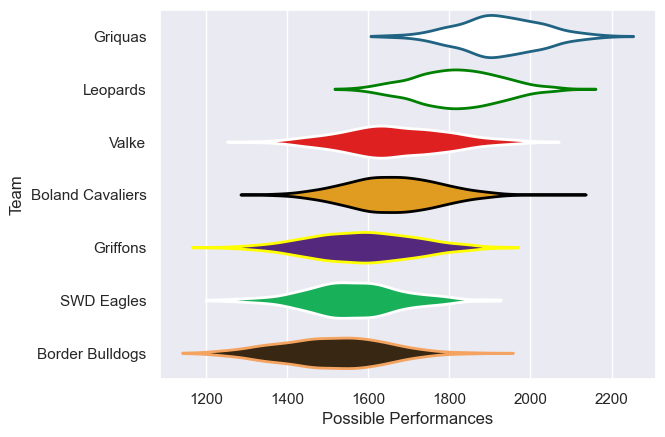 Griquas
Leopards
Valke
Boland Cavaliers
Griffons
SWD Eagles
Border Bulldogs
Team
1200 1400 1600 1800 2000 2200
Possible Performances